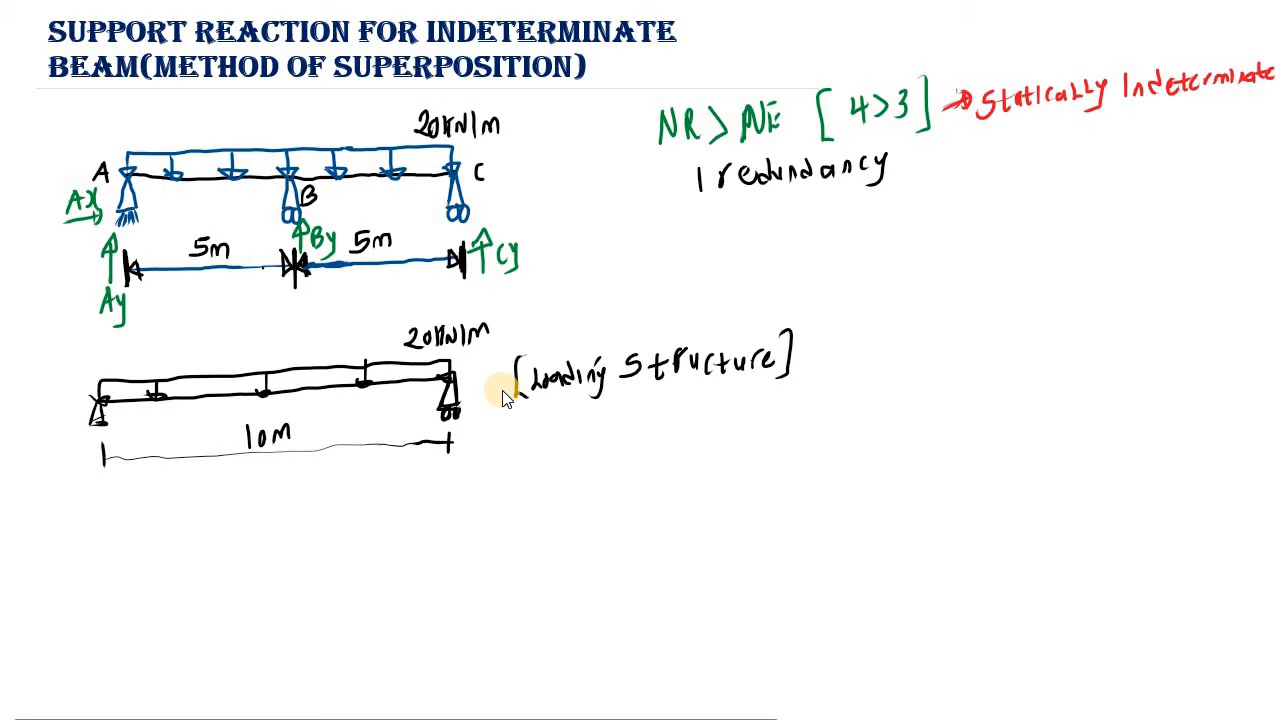 SUPPORT REACTION FOR INDETERMINATE
BEAM(METHOD OF SUPERPOSITION)
NR > NE [ 4>3 ] → Statically Indeterminate
1 redundancy
20kN/m
A
C
B
Ax
By
Cy
5m
5m
Ay
20kN/m
[Loading Structure]
10m